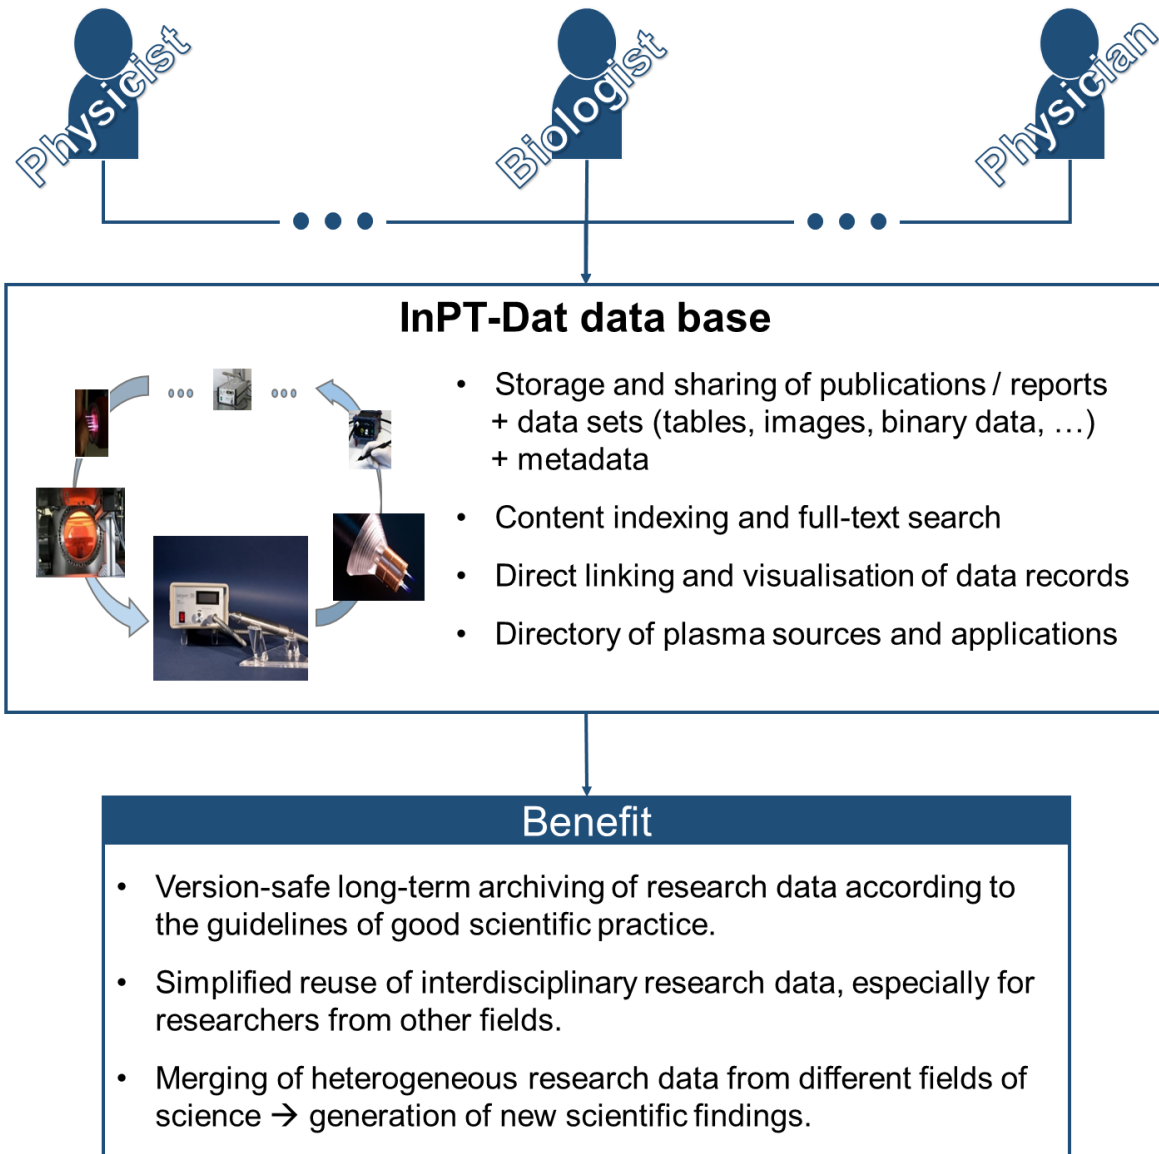 Physicist
Biologist
Physician
InPT-Dat data base
• Storage and sharing of publications / reports
+ data sets (tables, images, binary data, …)
+ metadata
• Content indexing and full-text search
• Direct linking and visualisation of data records
• Directory of plasma sources and applications
Benefit
• Version-safe long-term archiving of research data according to
the guidelines of good scientific practice.
• Simplified reuse of interdisciplinary research data, especially for
researchers from other fields.
• Merging of heterogeneous research data from different fields of
science → generation of new scientific findings.